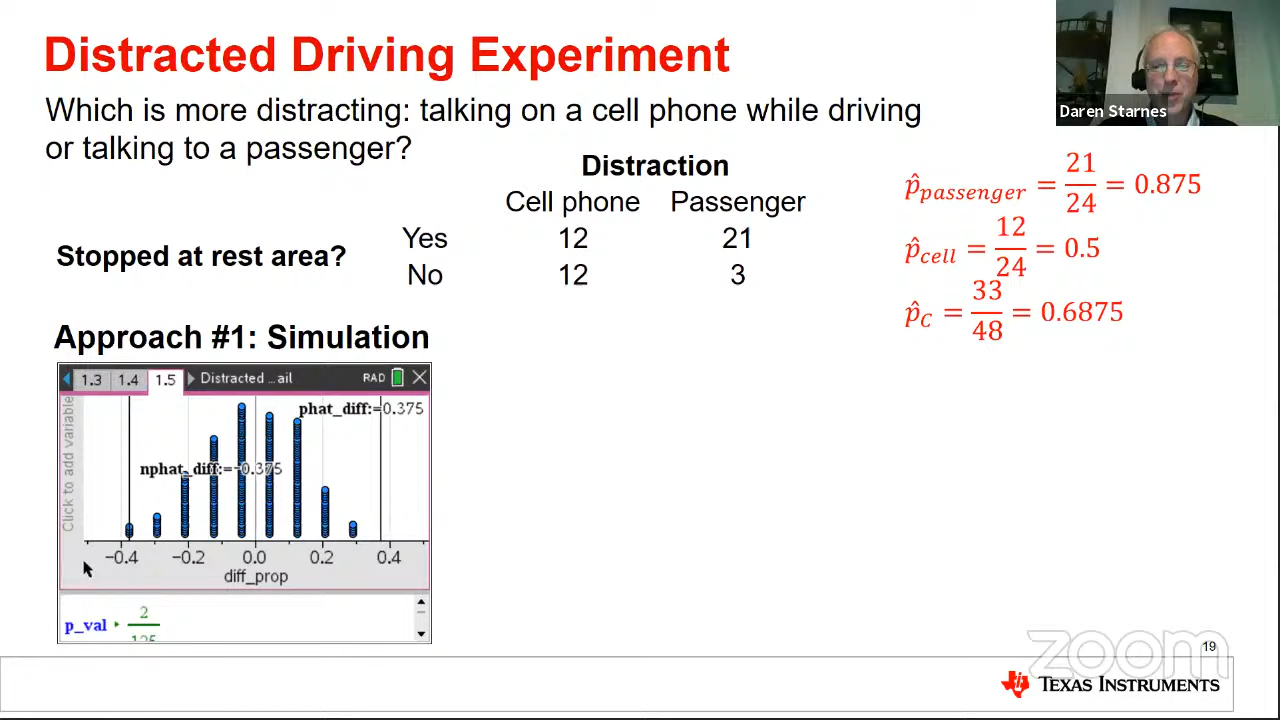 Distracted Driving Experiment
Daren Starnes
Which is more distracting: talking on a cell phone while driving
or talking to a passenger?
Distraction
Cell phone Passenger
Stopped at rest area?
Yes 12 21
No 12 3
p̂passenger = 21/24 = 0.875
p̂cell = 12/24 = 0.5
p̂C = 33/48 = 0.6875
Approach #1: Simulation
1.3 1.4 1.5 Distracted ...ail RAD
Click to add variable
phat_diff:=0.375
nphat_diff:=-0.375
-0.4 -0.2 0.0 0.2 0.4
diff_prop
p_val 2/125
zoom
19
TEXAS INSTRUMENTS